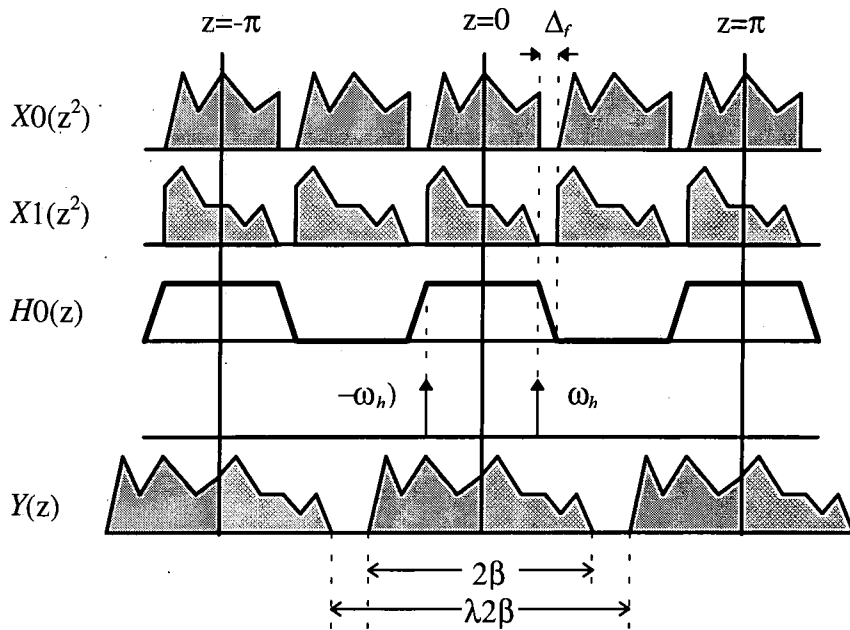 z=-π z=0 Δf z=π
X0(z²)
X1(z²)
H0(z)
-ωh) ωh
Y(z)
2β
λ2β